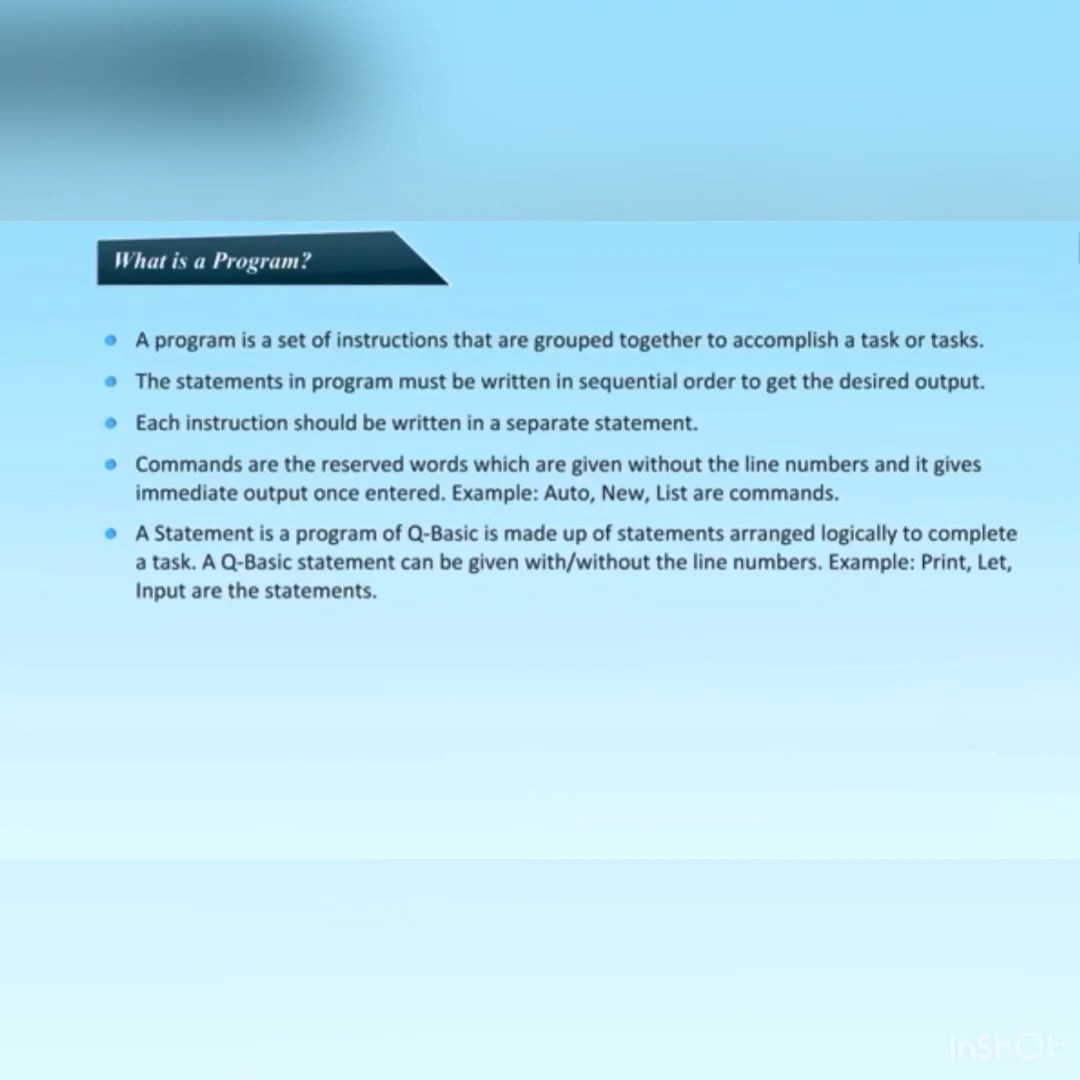 What is a Program?
A program is a set of instructions that are grouped together to accomplish a task or tasks.
The statements in program must be written in sequential order to get the desired output.
Each instruction should be written in a separate statement.
Commands are the reserved words which are given without the line numbers and it gives
immediate output once entered. Example: Auto, New, List are commands.
A Statement is a program of Q-Basic is made up of statements arranged logically to complete
a task. A Q-Basic statement can be given with/without the line numbers. Example: Print, Let,
Input are the statements.
InShOt